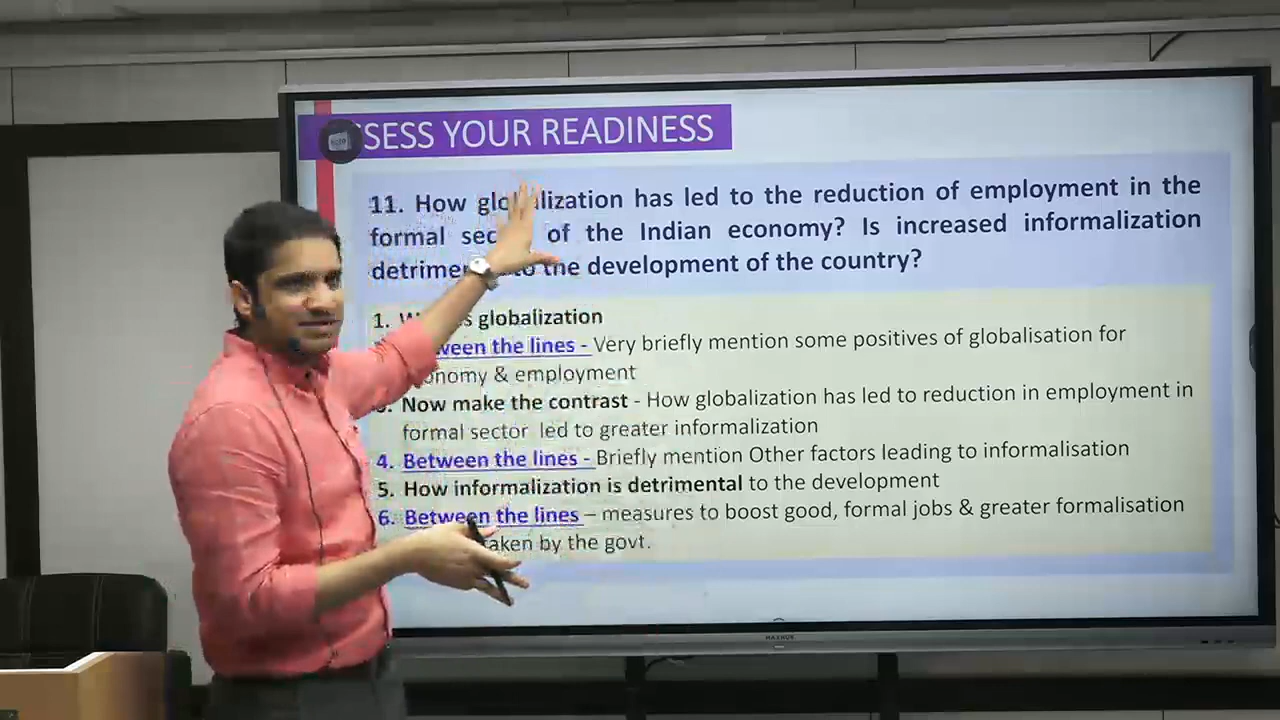 SESS YOUR READINESS
11. How globalization has led to the reduction of employment in the
formal sec of the Indian economy? Is increased informalization
detrime to the development of the country?
1. globalization
ween the lines - Very briefly mention some positives of globalisation for
onomy & employment
Now make the contrast - How globalization has led to reduction in employment in
formal sector led to greater informalization
4. Between the lines - Briefly mention Other factors leading to informalisation
5. How informalization is detrimental to the development
6. Between the lines – measures to boost good, formal jobs & greater formalisation
aken by the govt.